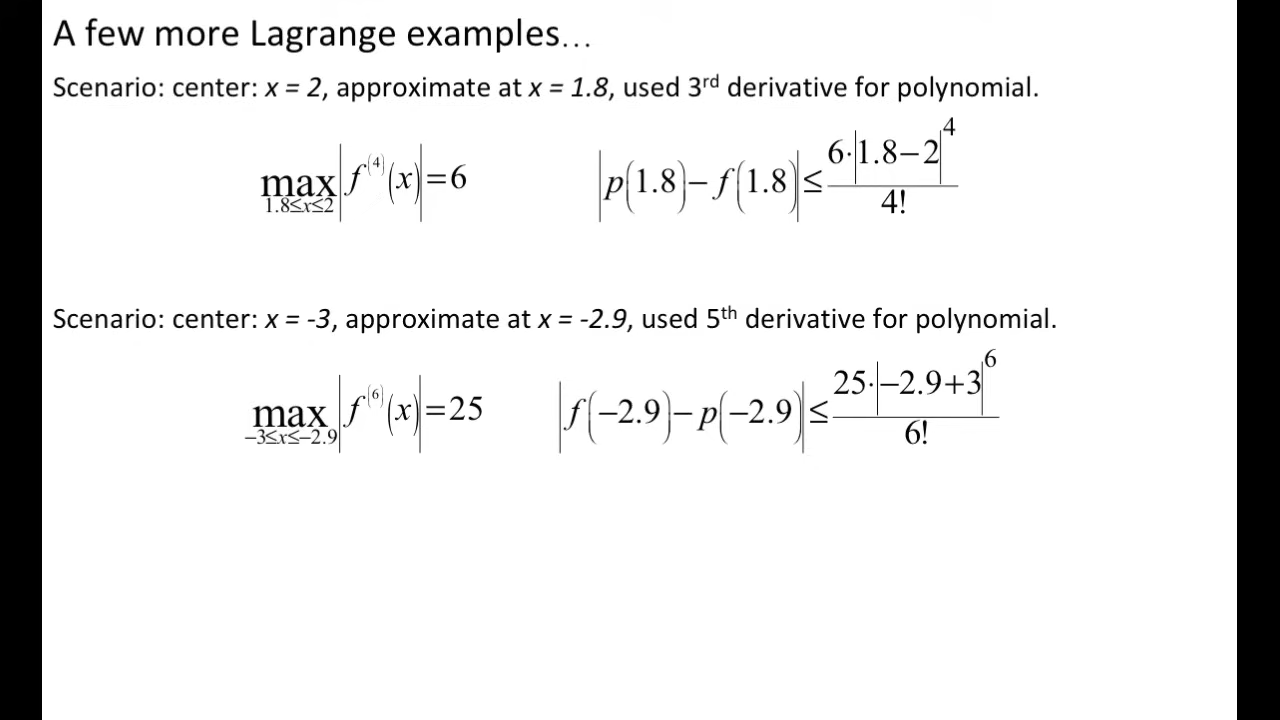 A few more Lagrange examples...
Scenario: center: x = 2, approximate at x = 1.8, used 3rd derivative for polynomial.
max 1.8≤x≤2 |f⁽⁴⁾(x)|=6    |p(1.8)−f(1.8)|≤ 6·|1.8−2|⁴ / 4!
Scenario: center: x = -3, approximate at x = -2.9, used 5th derivative for polynomial.
max −3≤x≤−2.9 |f⁽⁶⁾(x)|=25    |f(−2.9)−p(−2.9)|≤ 25·|−2.9+3|⁶ / 6!